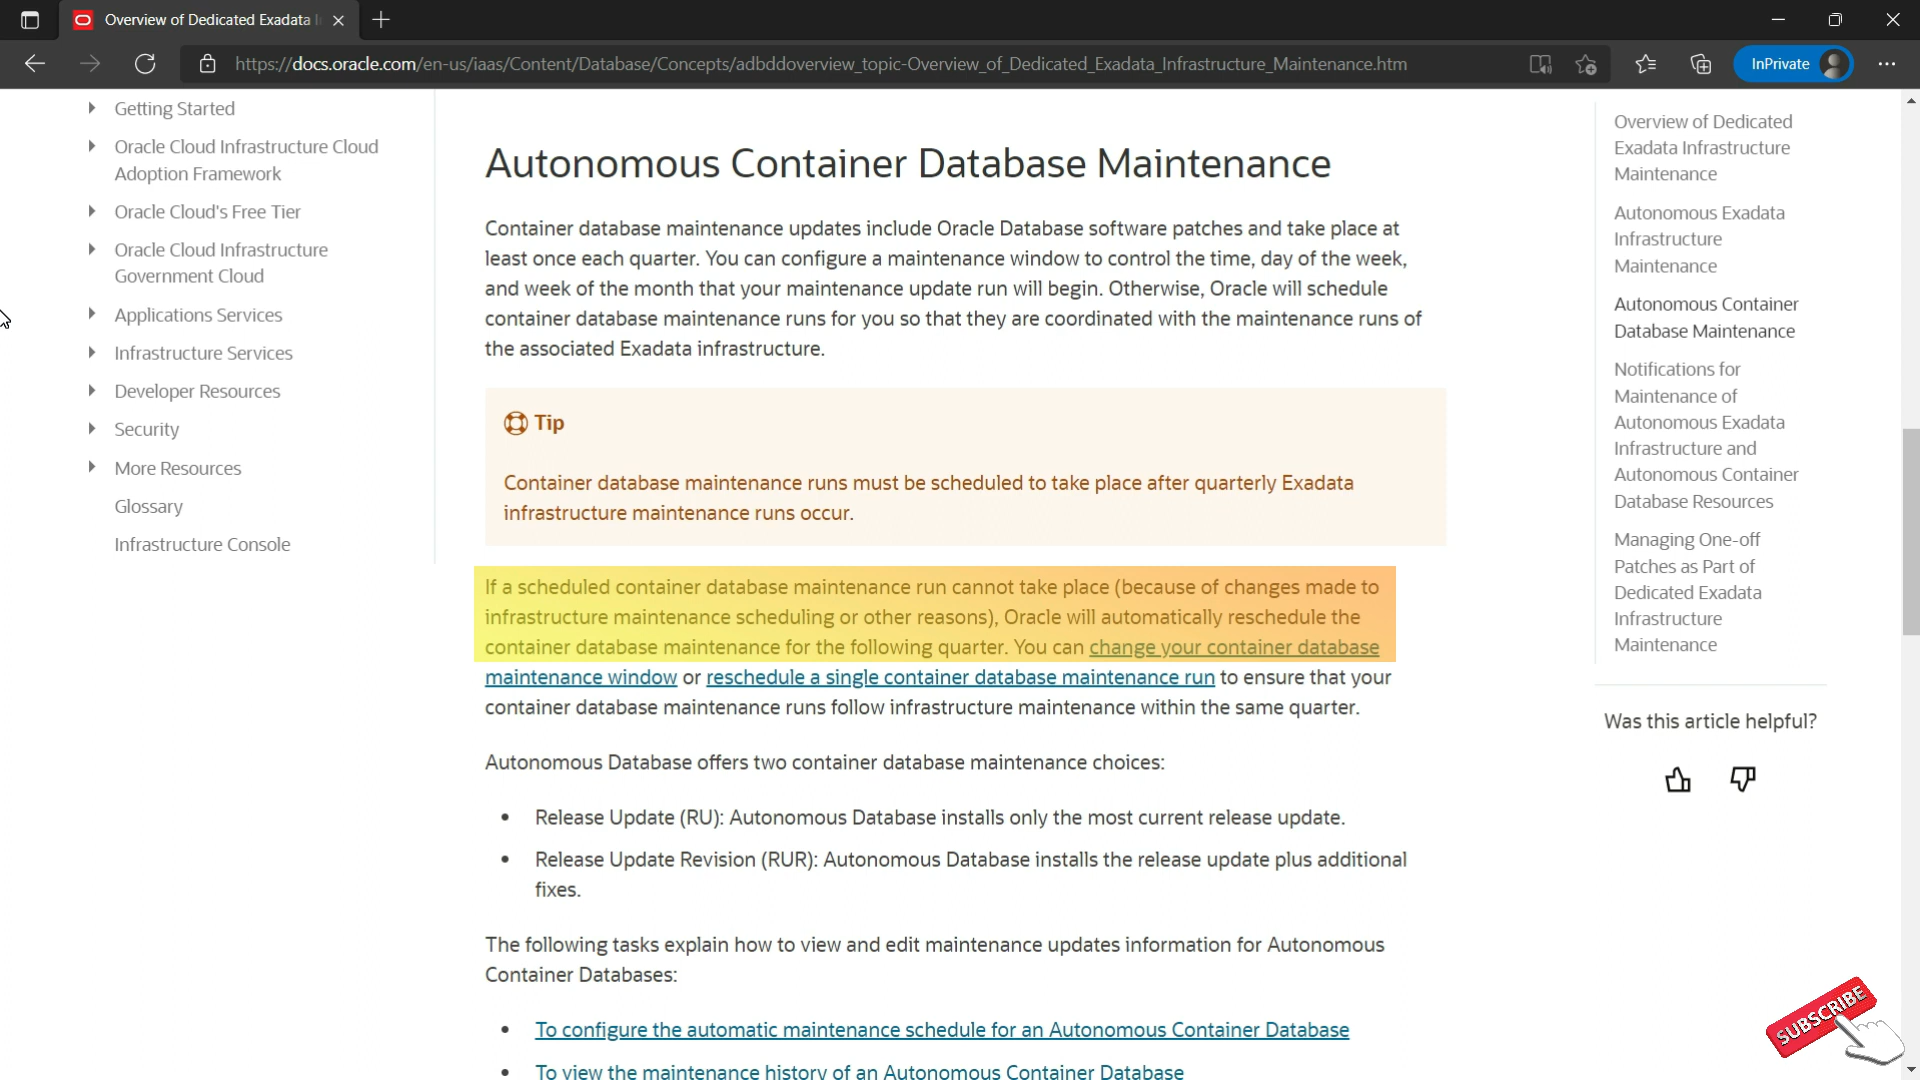 Overview of Dedicated Exadata
https://docs.oracle.com/en-us/iaas/Content/Database/Concepts/adbddoverview_topic-Overview_of_Dedicated_Exadata_Infrastructure_Maintenance.htm
InPrivate
Getting Started
Oracle Cloud Infrastructure Cloud
Adoption Framework
Oracle Cloud's Free Tier
Oracle Cloud Infrastructure
Government Cloud
Applications Services
Infrastructure Services
Developer Resources
Security
More Resources
Glossary
Infrastructure Console
Autonomous Container Database Maintenance
Container database maintenance updates include Oracle Database software patches and take place at
least once each quarter. You can configure a maintenance window to control the time, day of the week,
and week of the month that your maintenance update run will begin. Otherwise, Oracle will schedule
container database maintenance runs for you so that they are coordinated with the maintenance runs of
the associated Exadata infrastructure.
Tip
Container database maintenance runs must be scheduled to take place after quarterly Exadata
infrastructure maintenance runs occur.
If a scheduled container database maintenance run cannot take place (because of changes made to
infrastructure maintenance scheduling or other reasons), Oracle will automatically reschedule the
container database maintenance for the following quarter. You can change your container database
maintenance window or reschedule a single container database maintenance run to ensure that your
container database maintenance runs follow infrastructure maintenance within the same quarter.
Autonomous Database offers two container database maintenance choices:
• Release Update (RU): Autonomous Database installs only the most current release update.
• Release Update Revision (RUR): Autonomous Database installs the release update plus additional
fixes.
The following tasks explain how to view and edit maintenance updates information for Autonomous
Container Databases:
• To configure the automatic maintenance schedule for an Autonomous Container Database
• To view the maintenance history of an Autonomous Container Database
Overview of Dedicated
Exadata Infrastructure
Maintenance
Autonomous Exadata
Infrastructure
Maintenance
Autonomous Container
Database Maintenance
Notifications for
Maintenance of
Autonomous Exadata
Infrastructure and
Autonomous Container
Database Resources
Managing One-off
Patches as Part of
Dedicated Exadata
Infrastructure
Maintenance
Was this article helpful?
SUBSCRIBE